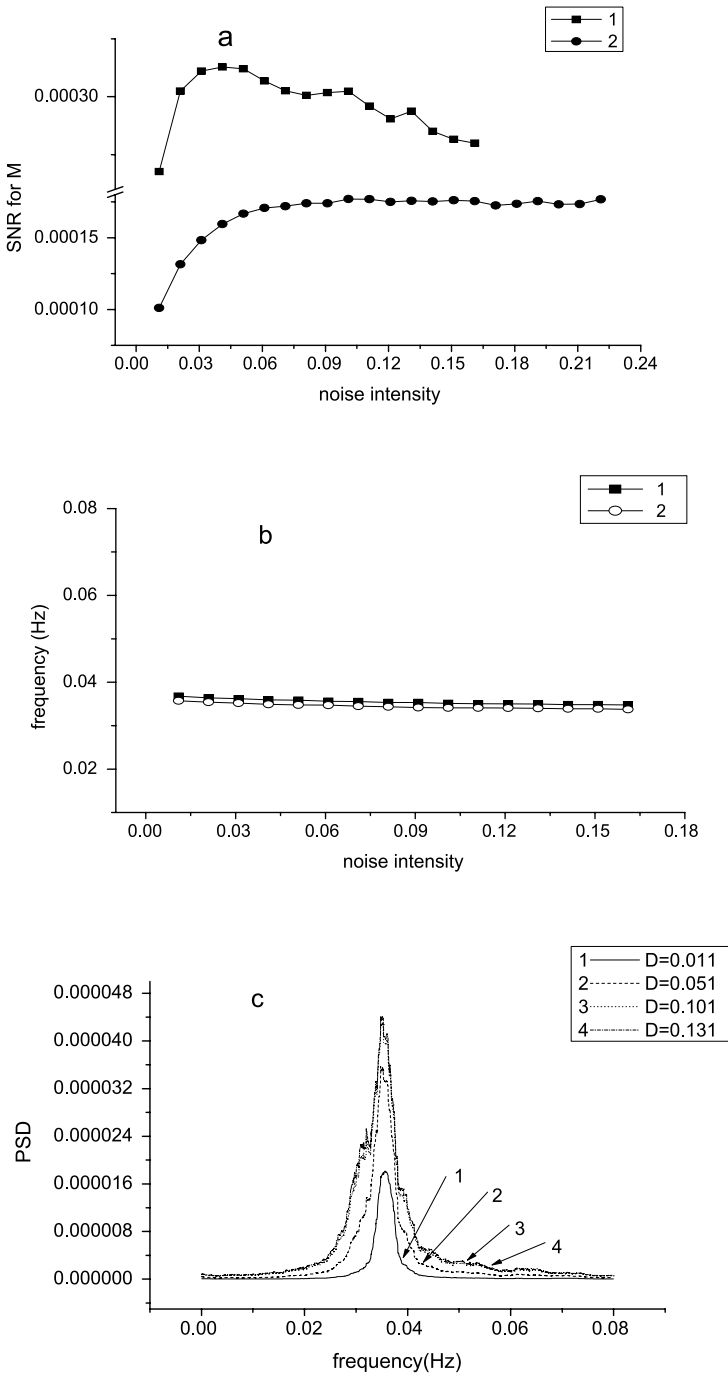 a
1
2
SNR for M
0.00030
0.00015
0.00010
0.00 0.03 0.06 0.09 0.12 0.15 0.18 0.21 0.24
noise intensity
b
1
2
frequency (Hz)
0.08
0.06
0.04
0.02
0.00 0.03 0.06 0.09 0.12 0.15 0.18
noise intensity
c
1 D=0.011
2 D=0.051
3 D=0.101
4 D=0.131
PSD
0.000048
0.000040
0.000032
0.000024
0.000016
0.000008
0.000000
1
2
3
4
0.00 0.02 0.04 0.06 0.08
frequency(Hz)